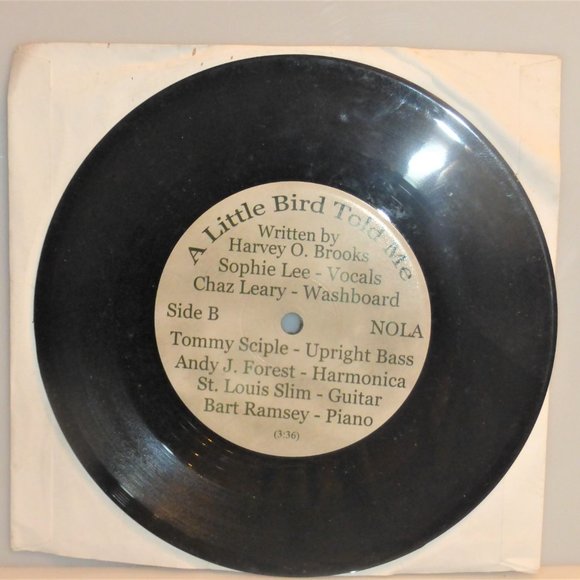 A Little Bird Told Me
Written by
Harvey O. Brooks
Sophie Lee - Vocals
Chaz Leary - Washboard
Side B
NOLA
Tommy Sciple - Upright Bass
Andy J. Forest - Harmonica
St. Louis Slim - Guitar
Bart Ramsey - Piano
(3:36)